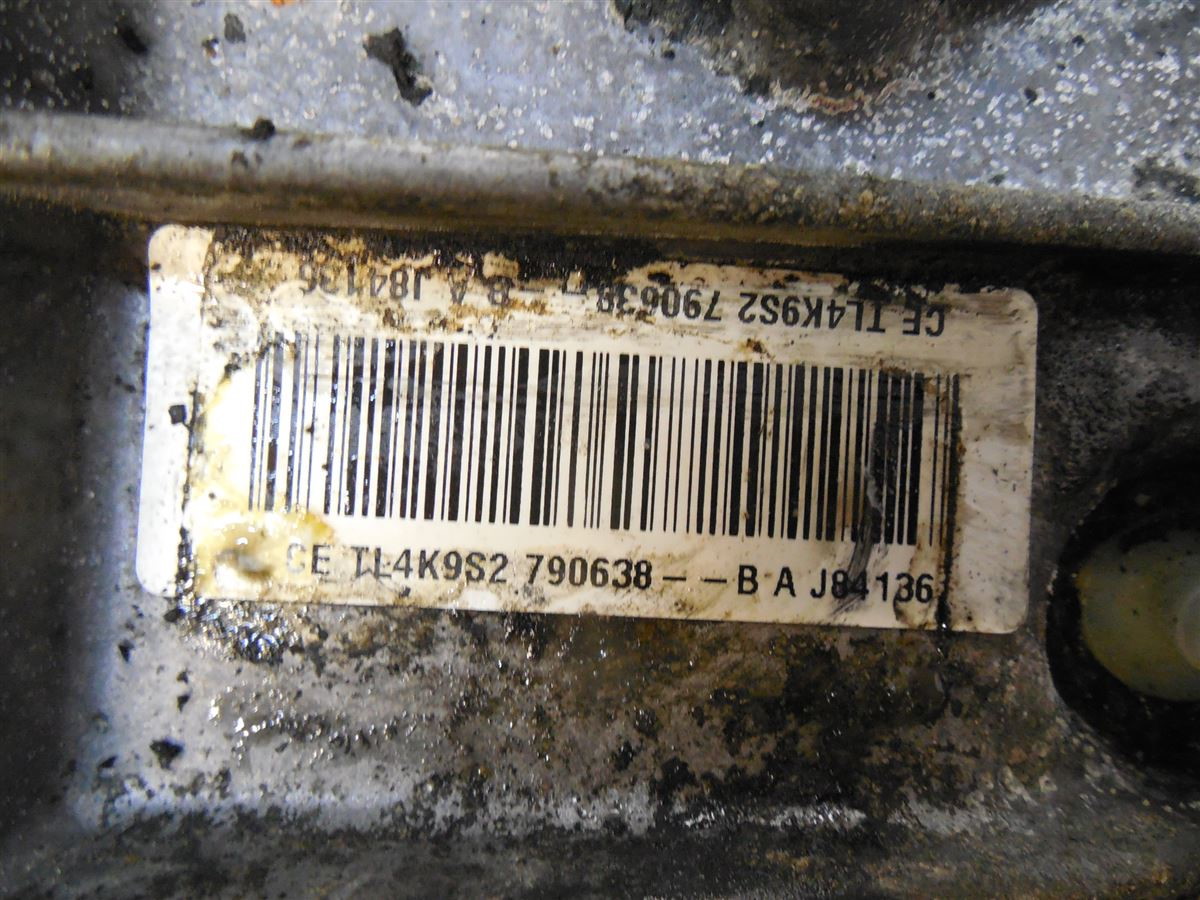 CE TL4K9S2 790638-- B A J84136
CE TL4K9S2 790638--B A J84136